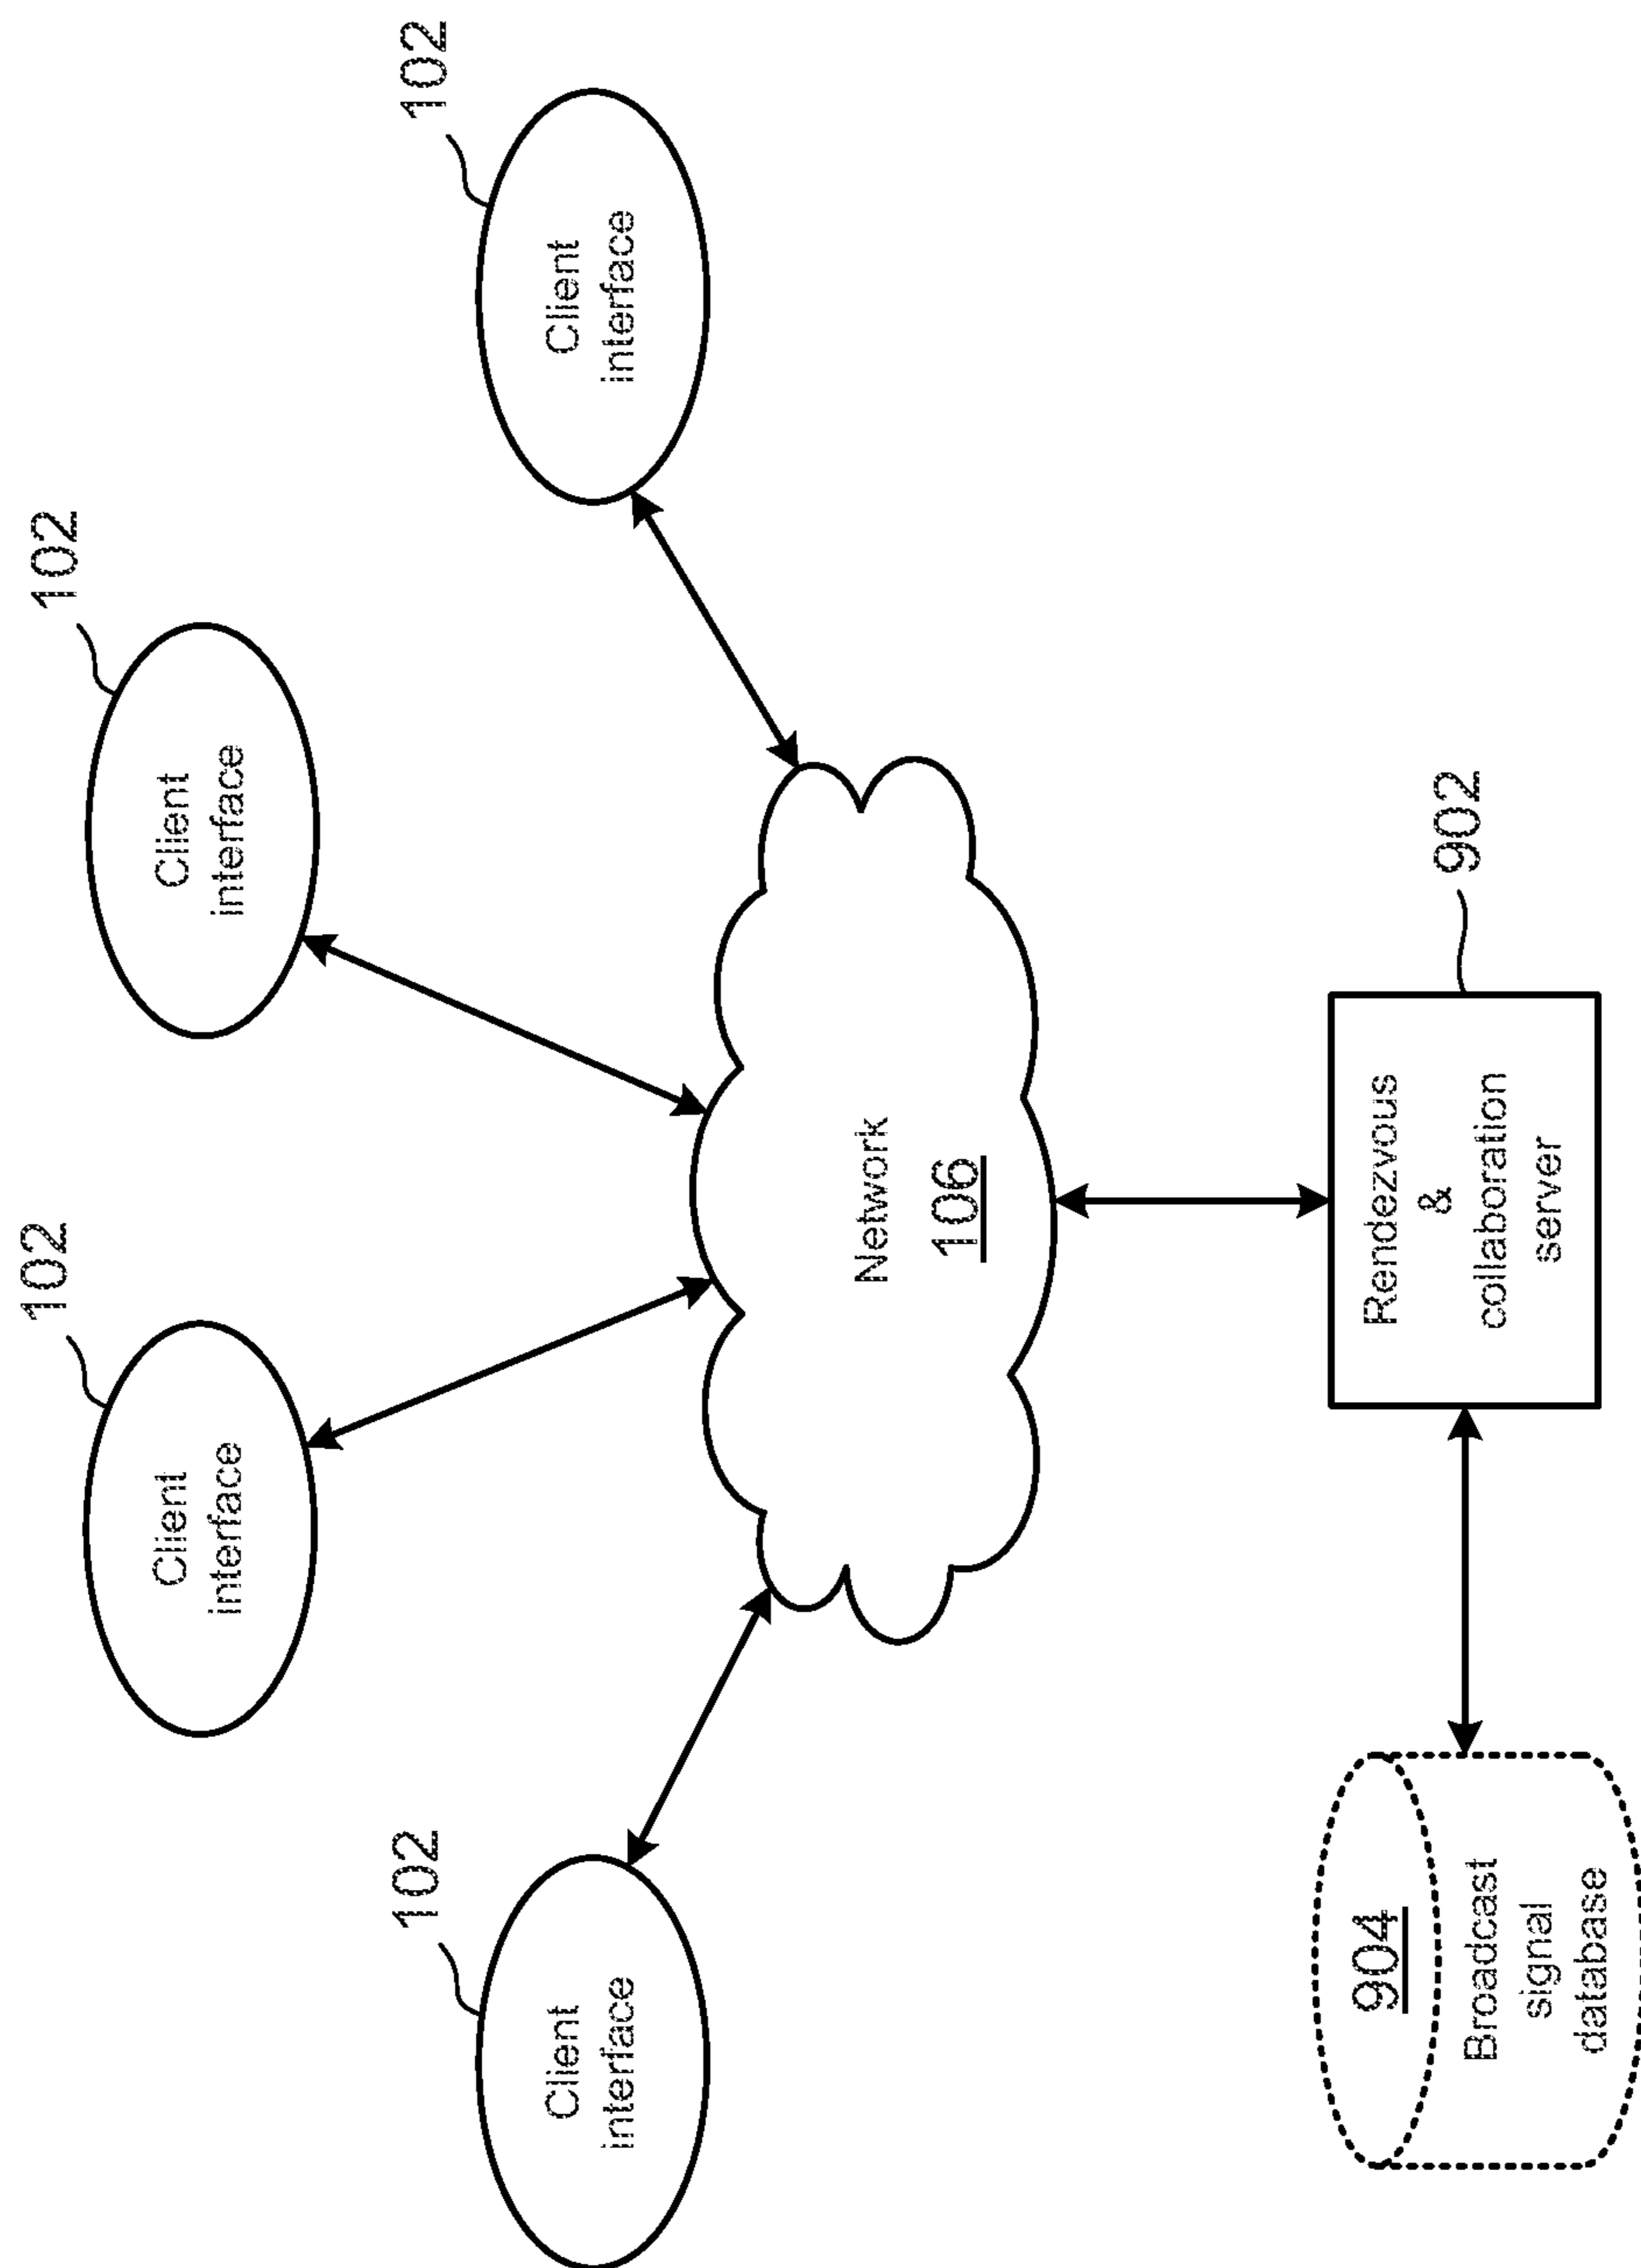 102
Client
interface
102
Client
interface
102
Client
interface
102
Client
interface
Network
106
904
Broadcast
signal
database
Rendezvous
&
collaboration
server
902